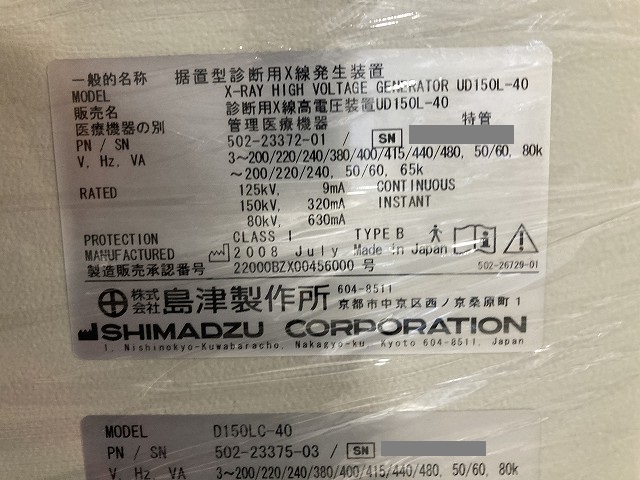 一般的名称 据置型診断用X線発生装置
MODEL X-RAY HIGH VOLTAGE GENERATOR UD150L-40
販売名 診断用X線高電圧装置UD150L-40
医療機器の別 管理医療機器 特管
PN / SN 502-23372-01 / SN
V, Hz, VA 3〜200/220/240/380/400/415/440/480, 50/60, 80k
〜200/220/240, 50/60, 65k
RATED 125kV, 9mA CONTINUOUS
150kV, 320mA INSTANT
80kV, 630mA
PROTECTION CLASS I TYPE B
MANUFACTURED 2008 July Made in Japan
製造販売承認番号 22000BZX00456000 号 502-26729-01
株式会社 島津製作所 604-8511
京都市中京区西ノ京桑原町1
SHIMADZU CORPORATION
1, Nishinokyo-Kuwabaracho, Nakagyo-ku, Kyoto 604-8511, Japan
MODEL D150LC-40
PN / SN 502-23375-03 / SN
V, Hz, VA 3〜200/220/240/380/400/415/440/480, 50/60, 80k